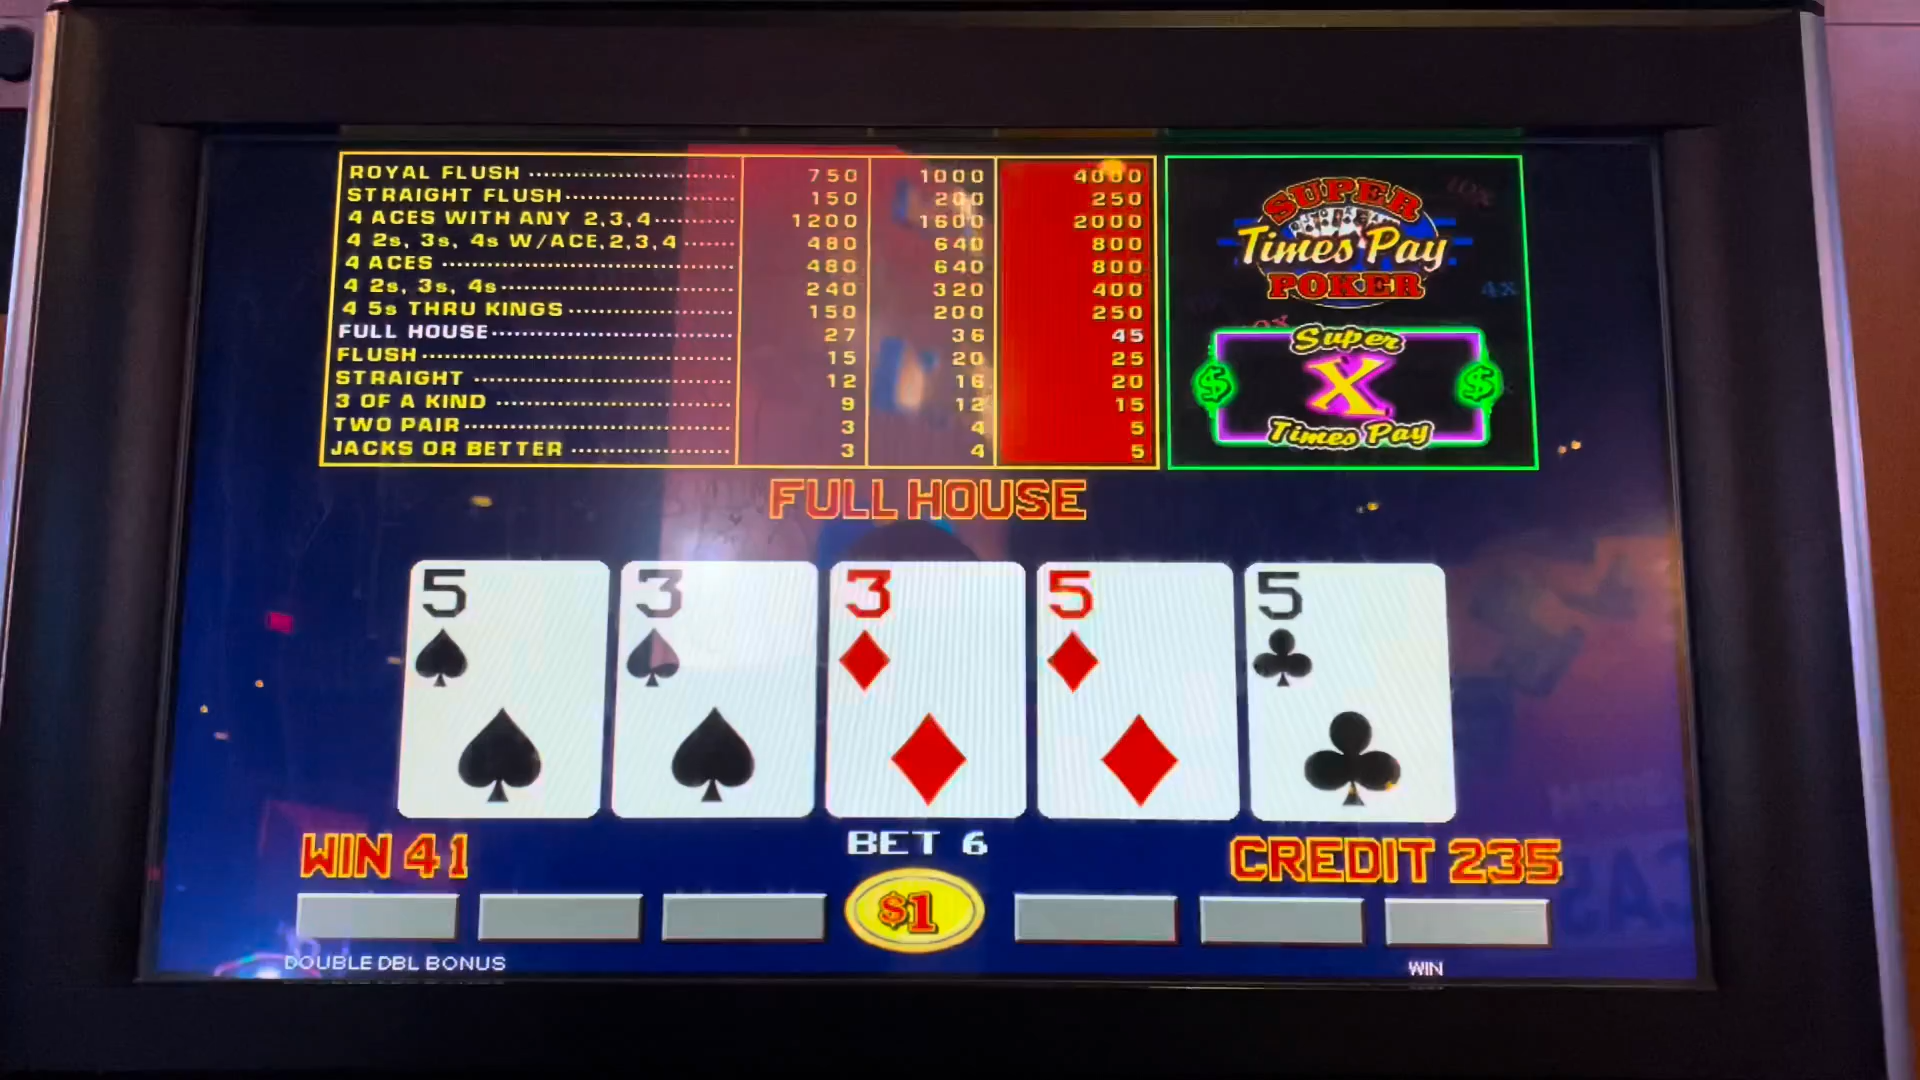 ROYAL FLUSH 750 1000 4000
STRAIGHT FLUSH 150 200 250
4 ACES WITH ANY 2,3,4 1200 1600 2000
4 2s, 3s, 4s W/ACE,2,3,4 480 640 800
4 ACES 480 640 800
4 2s, 3s, 4s 240 320 400
4 5s THRU KINGS 150 200 250
FULL HOUSE 27 36 45
FLUSH 15 20 25
STRAIGHT 12 16 20
3 OF A KIND 9 12 15
TWO PAIR 3 4 5
JACKS OR BETTER 3 4 5
10X
SUPER
Times Pay
POKER
4X
Super
$ X $
Times Pay
FULL HOUSE
5 3 3 5 5
WIN 41
BET 6
CREDIT 235
$1
DOUBLE DBL BONUS
WIN